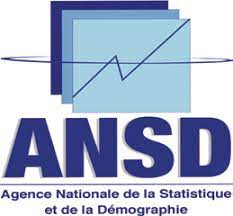 ANSD
Agence Nationale de la Statistique
et de la Démographie